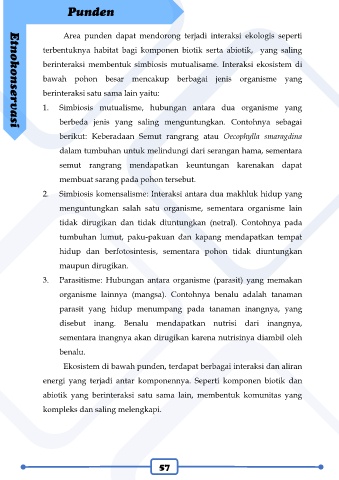 Punden
Etnokonservasi
Area punden dapat mendorong terjadi interaksi ekologis seperti
terbentuknya habitat bagi komponen biotik serta abiotik, yang saling
berinteraksi membentuk simbiosis mutualisame. Interaksi ekosistem di
bawah pohon besar mencakup berbagai jenis organisme yang
berinteraksi satu sama lain yaitu:
1. Simbiosis mutualisme, hubungan antara dua organisme yang
berbeda jenis yang saling menguntungkan. Contohnya sebagai
berikut: Keberadaan Semut rangrang atau Oecophylla smaragdina
dalam tumbuhan untuk melindungi dari serangan hama, sementara
semut rangrang mendapatkan keuntungan karenakan dapat
membuat sarang pada pohon tersebut.
2. Simbiosis komensalisme: Interaksi antara dua makhluk hidup yang
menguntungkan salah satu organisme, sementara organisme lain
tidak dirugikan dan tidak diuntungkan (netral). Contohnya pada
tumbuhan lumut, paku-pakuan dan kapang mendapatkan tempat
hidup dan berfotosintesis, sementara pohon tidak diuntungkan
maupun dirugikan.
3. Parasitisme: Hubungan antara organisme (parasit) yang memakan
organisme lainnya (mangsa). Contohnya benalu adalah tanaman
parasit yang hidup menumpang pada tanaman inangnya, yang
disebut inang. Benalu mendapatkan nutrisi dari inangnya,
sementara inangnya akan dirugikan karena nutrisinya diambil oleh
benalu.
Ekosistem di bawah punden, terdapat berbagai interaksi dan aliran
energi yang terjadi antar komponennya. Seperti komponen biotik dan
abiotik yang berinteraksi satu sama lain, membentuk komunitas yang
kompleks dan saling melengkapi.
57